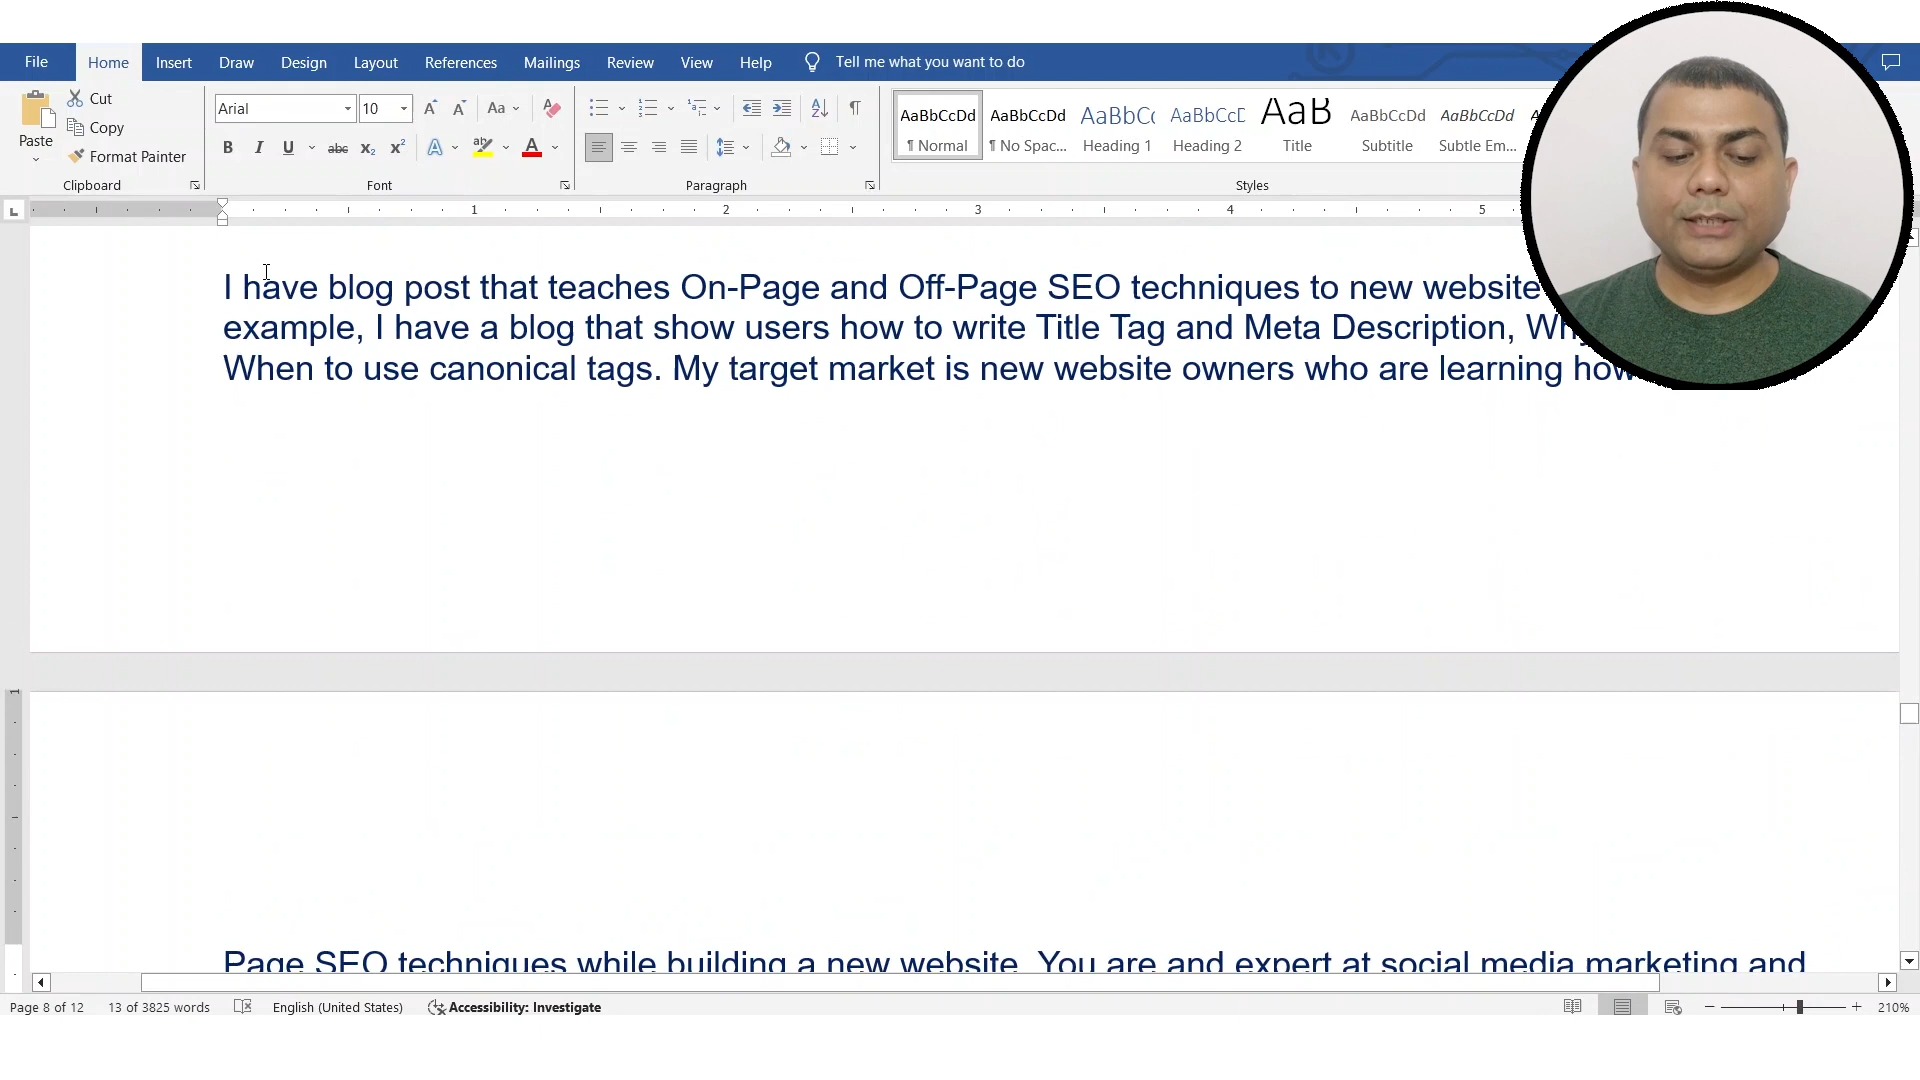 File Home Insert Draw Design Layout References Mailings Review View Help Tell me what you want to do
Paste
Cut
Copy
Format Painter
Clipboard
Arial 10
Font
Paragraph
AaBbCcDd AaBbCcDd AaBbCc AaBbCcD AaB AaBbCcDd AaBbCcDd
¶ Normal ¶ No Spac... Heading 1 Heading 2 Title Subtitle Subtle Em...
Styles
1 2 3 4 5
I have blog post that teaches On-Page and Off-Page SEO techniques to new website
example, I have a blog that show users how to write Title Tag and Meta Description,
When to use canonical tags. My target market is new website owners who are learning how
Page SEO techniques while building a new website. You are and expert at social media marketing and
Page 8 of 12 13 of 3825 words English (United States) Accessibility: Investigate 210%